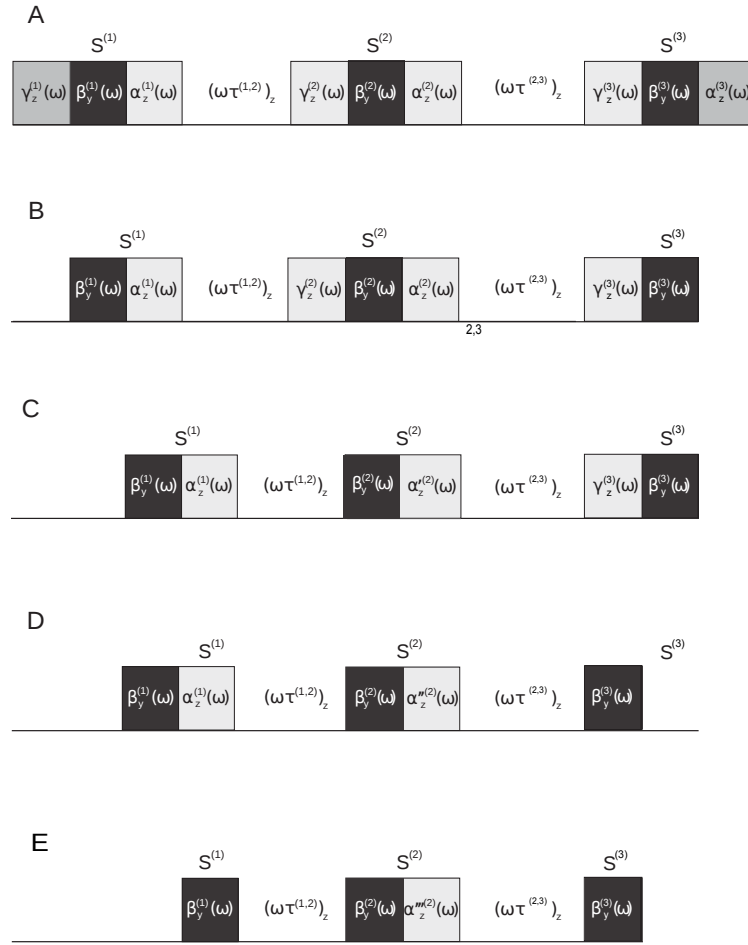 A
S(1) S(2) S(3)
γz(1)(ω) βy(1)(ω) αz(1)(ω) (ωτ(1,2))z γz(2)(ω) βy(2)(ω) αz(2)(ω) (ωτ(2,3))z γz(3)(ω) βy(3)(ω) αz(3)(ω)
B
S(1) S(2) S(3)
βy(1)(ω) αz(1)(ω) (ωτ(1,2))z γz(2)(ω) βy(2)(ω) αz(2)(ω) (ωτ(2,3))z γz(3)(ω) βy(3)(ω)
2,3
C
S(1) S(2) S(3)
βy(1)(ω) αz(1)(ω) (ωτ(1,2))z βy(2)(ω) α′z(2)(ω) (ωτ(2,3))z γz(3)(ω) βy(3)(ω)
D
S(1) S(2) S(3)
βy(1)(ω) αz(1)(ω) (ωτ(1,2))z βy(2)(ω) α″z(2)(ω) (ωτ(2,3))z βy(3)(ω)
E
S(1) S(2) S(3)
βy(1)(ω) (ωτ(1,2))z βy(2)(ω) α‴z(2)(ω) (ωτ(2,3))z βy(3)(ω)